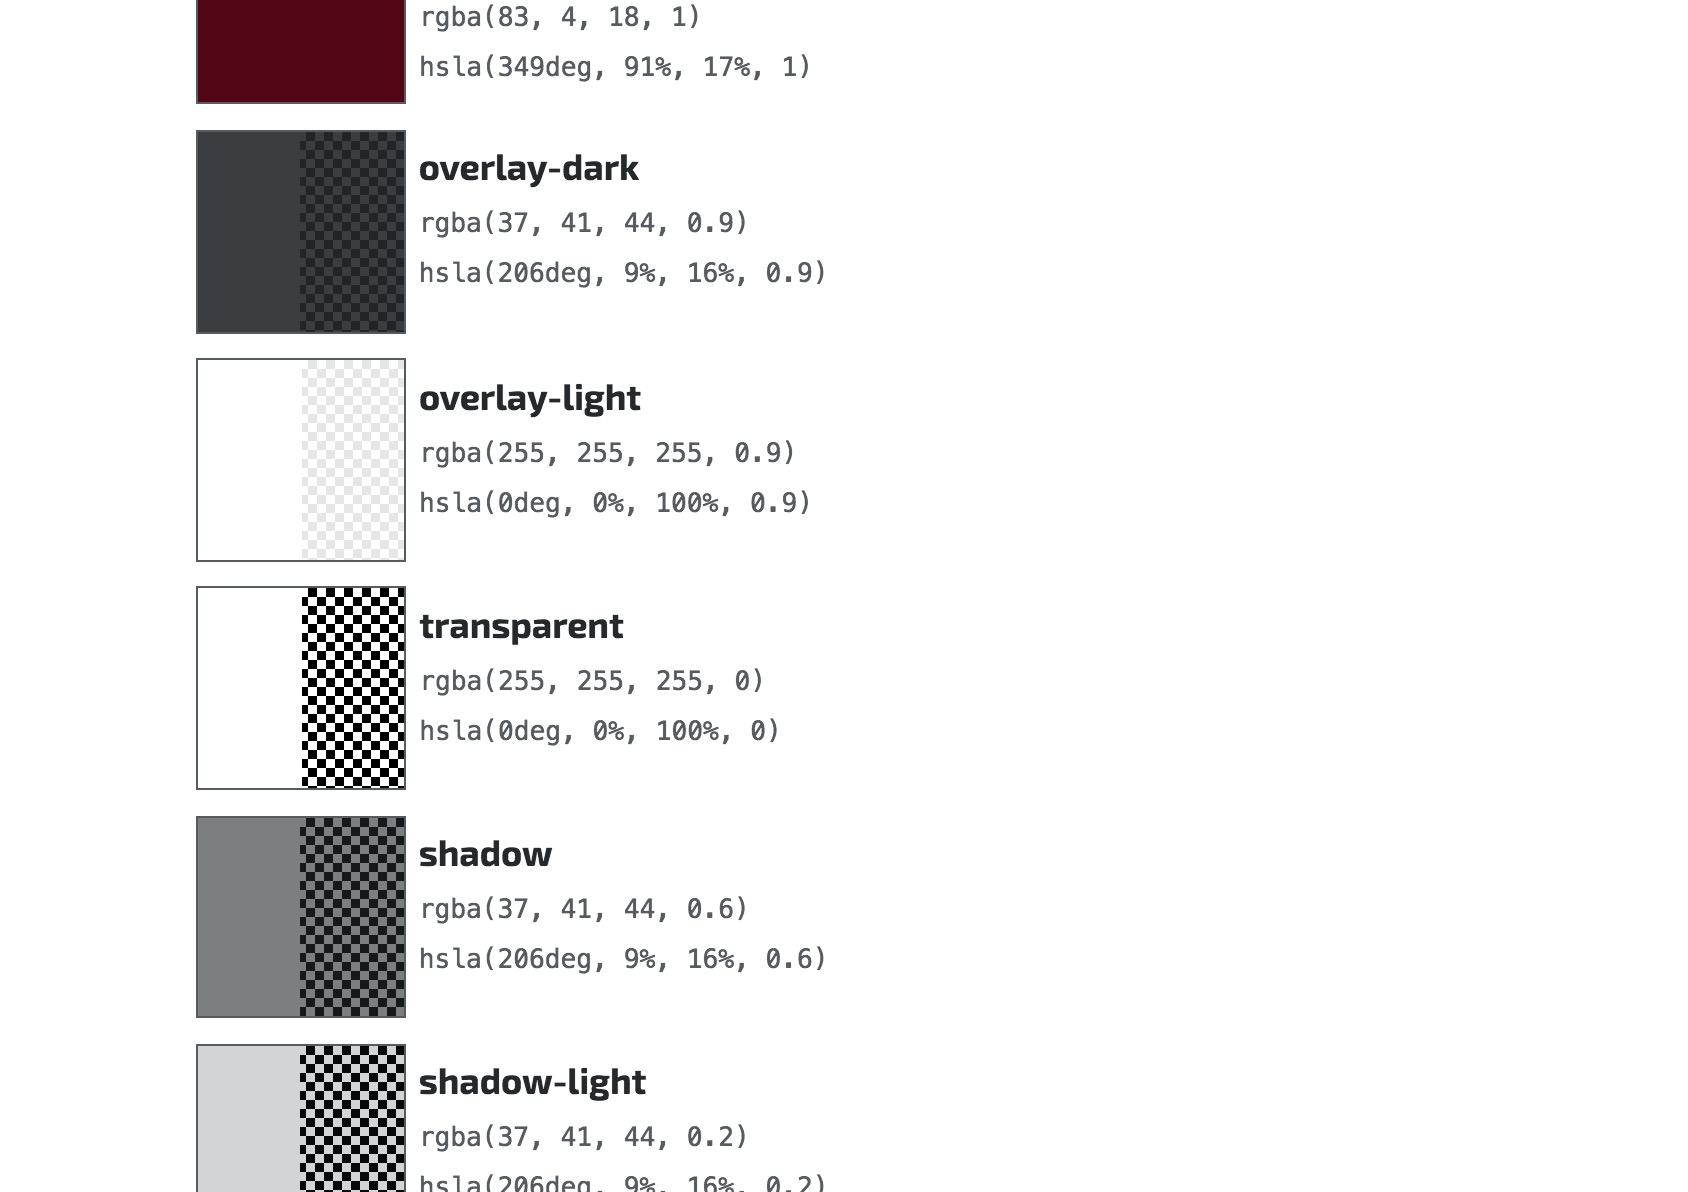 rgba(83, 4, 18, 1)
hsla(349deg, 91%, 17%, 1)
overlay-dark
rgba(37, 41, 44, 0.9)
hsla(206deg, 9%, 16%, 0.9)
overlay-light
rgba(255, 255, 255, 0.9)
hsla(0deg, 0%, 100%, 0.9)
transparent
rgba(255, 255, 255, 0)
hsla(0deg, 0%, 100%, 0)
shadow
rgba(37, 41, 44, 0.6)
hsla(206deg, 9%, 16%, 0.6)
shadow-light
rgba(37, 41, 44, 0.2)
hsla(206deg, 9%, 16%, 0.2)